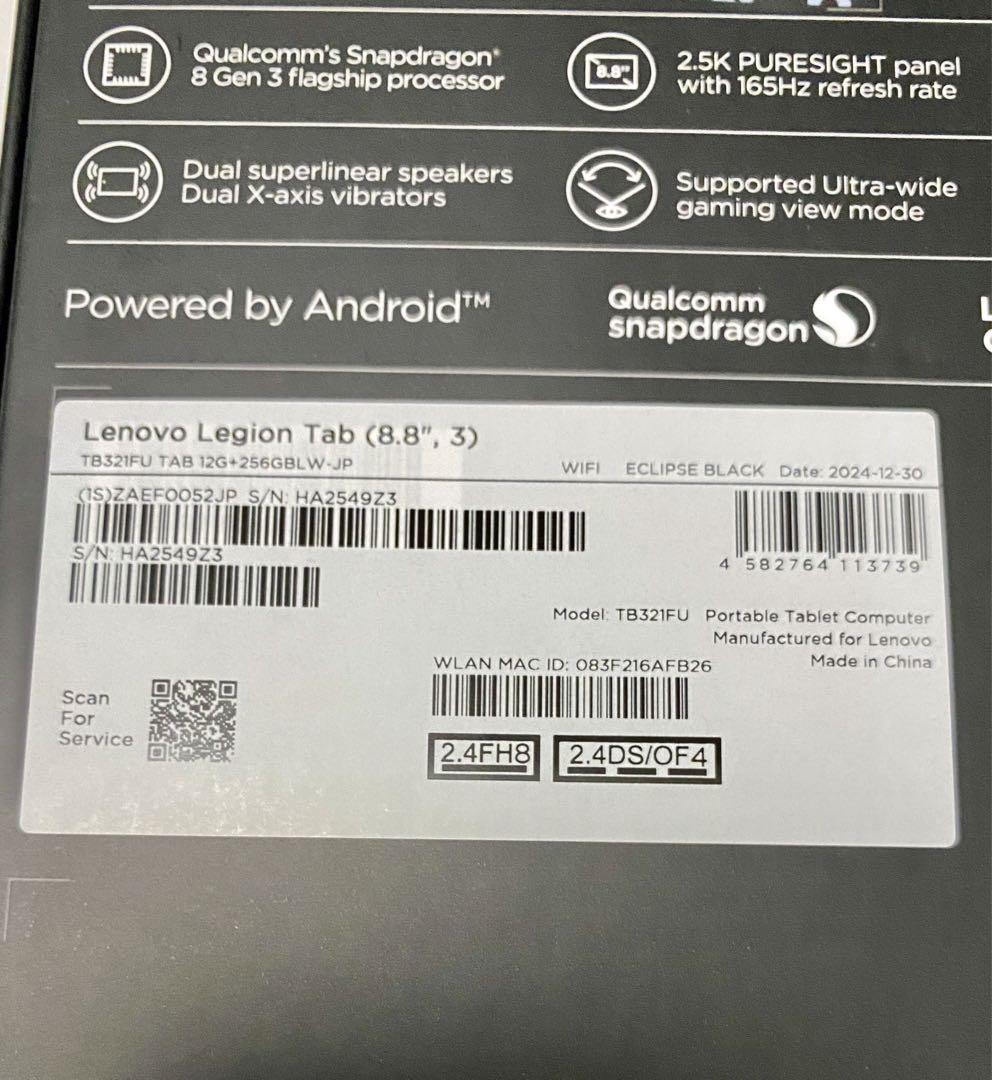 Qualcomm's Snapdragon®
8 Gen 3 flagship processor
8.8"
2.5K PURESIGHT panel
with 165Hz refresh rate
Dual superlinear speakers
Dual X-axis vibrators
Supported Ultra-wide
gaming view mode
Powered by Android™
Qualcomm
snapdragon
Lenovo Legion Tab (8.8", 3)
TB321FU TAB 12G+256GBLW-JP
WIFI ECLIPSE BLACK Date: 2024-12-30
(1S)ZAEF0052JP S/N: HA2549Z3
S/N: HA2549Z3
4 582764 113739
Model: TB321FU Portable Tablet Computer
Manufactured for Lenovo
Made in China
WLAN MAC ID: 083F216AFB26
Scan
For
Service
2.4FH8
2.4DS/OF4